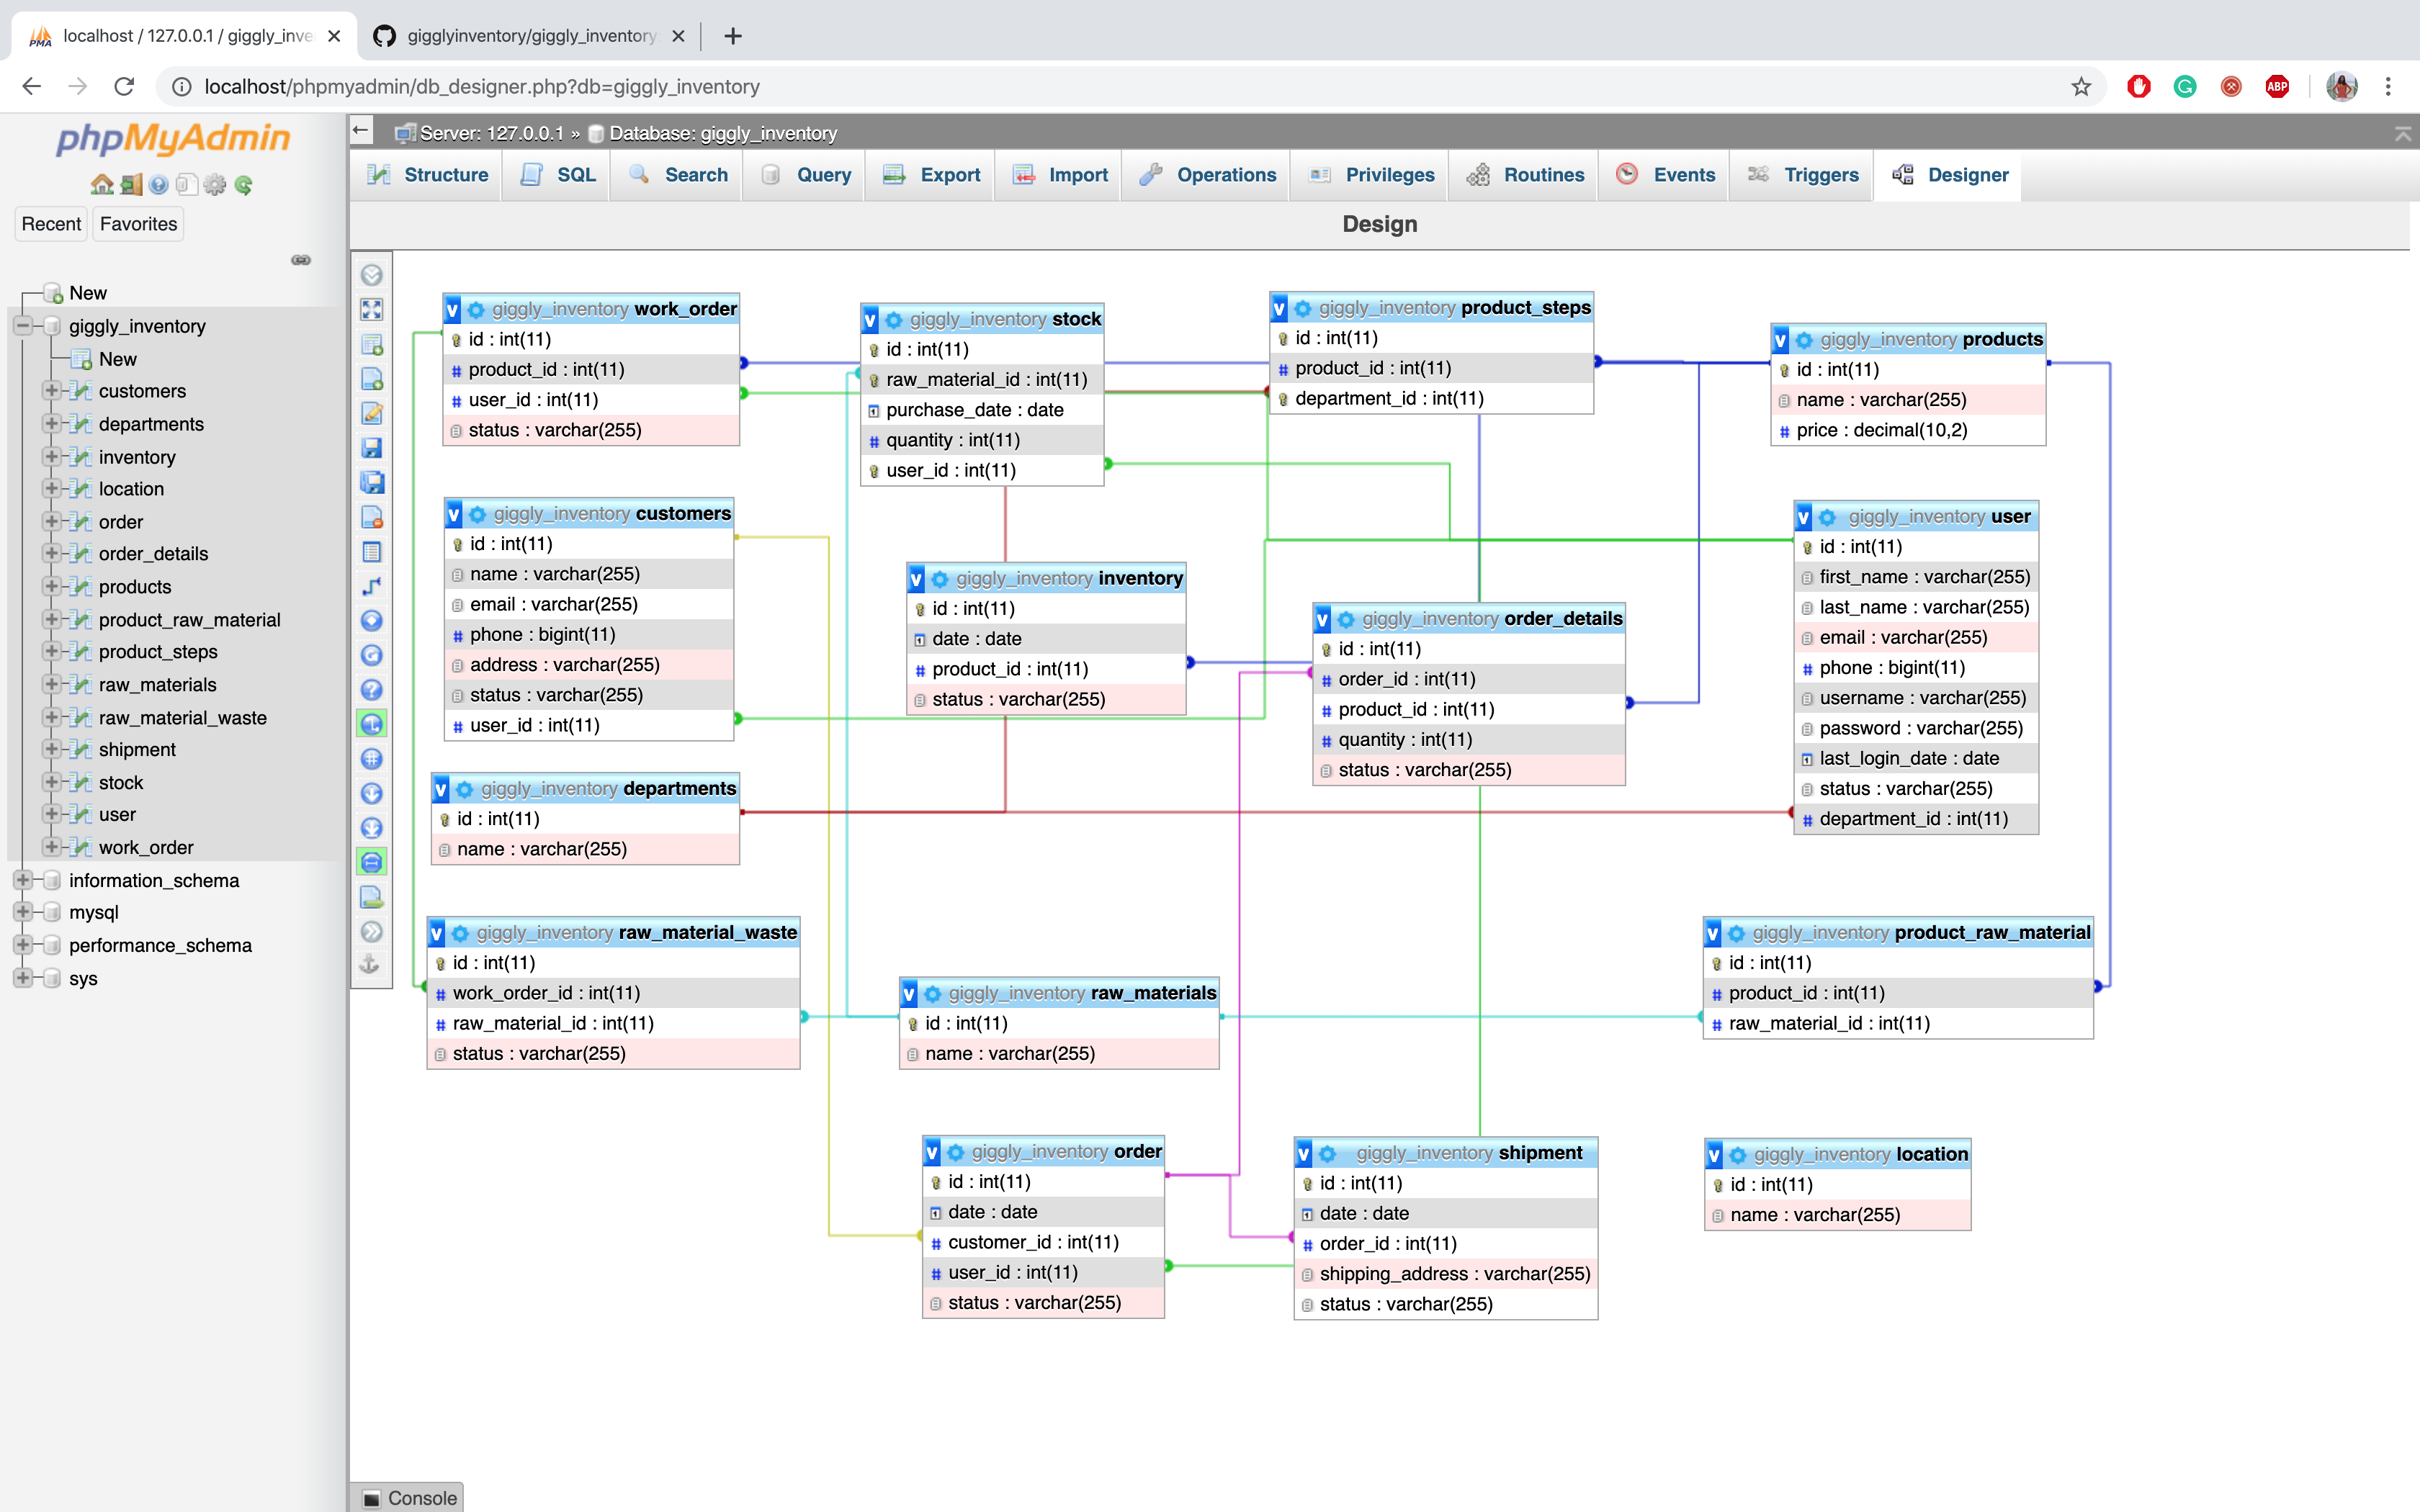 localhost / 127.0.0.1 / giggly_inve
gigglyinventory/giggly_inventory
localhost/phpmyadmin/db_designer.php?db=giggly_inventory
ABP
phpMyAdmin
Recent
Favorites
New
giggly_inventory
New
customers
departments
inventory
location
order
order_details
products
product_raw_material
product_steps
raw_materials
raw_material_waste
shipment
stock
user
work_order
information_schema
mysql
performance_schema
sys
Server: 127.0.0.1 » Database: giggly_inventory
Structure
SQL
Search
Query
Export
Import
Operations
Privileges
Routines
Events
Triggers
Designer
Design
v giggly_inventory work_order
id : int(11)
# product_id : int(11)
# user_id : int(11)
status : varchar(255)
v giggly_inventory stock
id : int(11)
raw_material_id : int(11)
purchase_date : date
# quantity : int(11)
user_id : int(11)
v giggly_inventory product_steps
id : int(11)
# product_id : int(11)
department_id : int(11)
v giggly_inventory products
id : int(11)
name : varchar(255)
# price : decimal(10,2)
v giggly_inventory customers
id : int(11)
name : varchar(255)
email : varchar(255)
# phone : bigint(11)
address : varchar(255)
status : varchar(255)
# user_id : int(11)
v giggly_inventory inventory
id : int(11)
date : date
# product_id : int(11)
status : varchar(255)
v giggly_inventory order_details
id : int(11)
# order_id : int(11)
# product_id : int(11)
# quantity : int(11)
status : varchar(255)
v giggly_inventory user
id : int(11)
first_name : varchar(255)
last_name : varchar(255)
email : varchar(255)
# phone : bigint(11)
username : varchar(255)
password : varchar(255)
last_login_date : date
status : varchar(255)
# department_id : int(11)
v giggly_inventory departments
id : int(11)
name : varchar(255)
v giggly_inventory raw_material_waste
id : int(11)
# work_order_id : int(11)
# raw_material_id : int(11)
status : varchar(255)
v giggly_inventory raw_materials
id : int(11)
name : varchar(255)
v giggly_inventory product_raw_material
id : int(11)
# product_id : int(11)
# raw_material_id : int(11)
v giggly_inventory order
id : int(11)
date : date
# customer_id : int(11)
# user_id : int(11)
status : varchar(255)
v giggly_inventory shipment
id : int(11)
date : date
# order_id : int(11)
shipping_address : varchar(255)
status : varchar(255)
v giggly_inventory location
id : int(11)
name : varchar(255)
Console